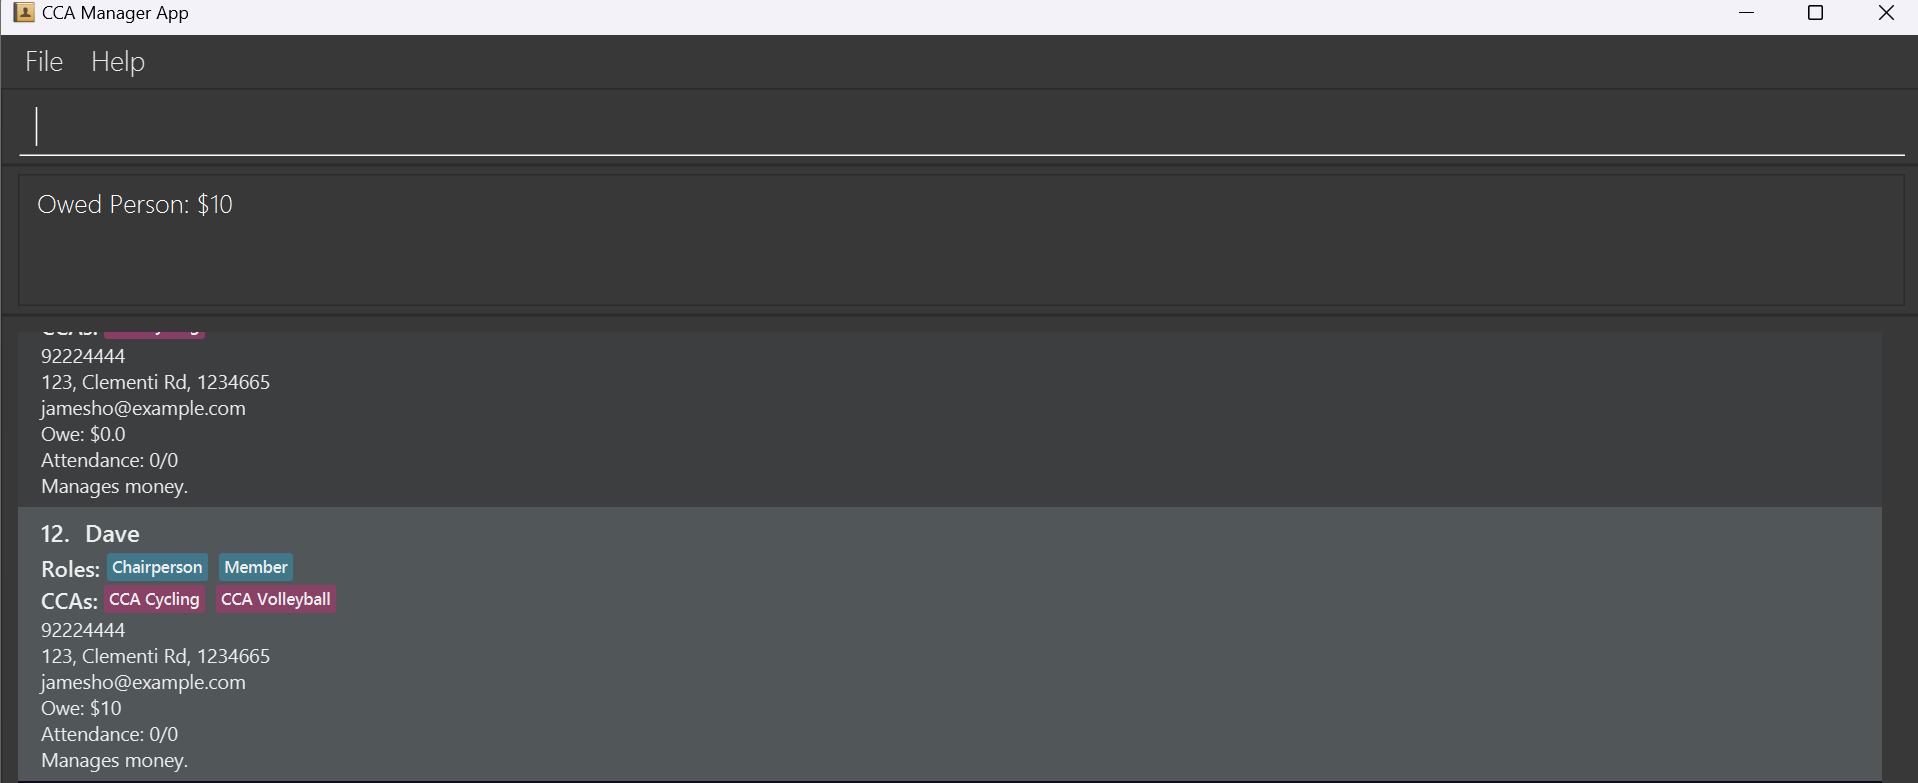 CCA Manager App
File Help
Owed Person: $10
CCAs:
92224444
123, Clementi Rd, 1234665
jamesho@example.com
Owe: $0.0
Attendance: 0/0
Manages money.
12. Dave
Roles: Chairperson Member
CCAs: CCA Cycling CCA Volleyball
92224444
123, Clementi Rd, 1234665
jamesho@example.com
Owe: $10
Attendance: 0/0
Manages money.